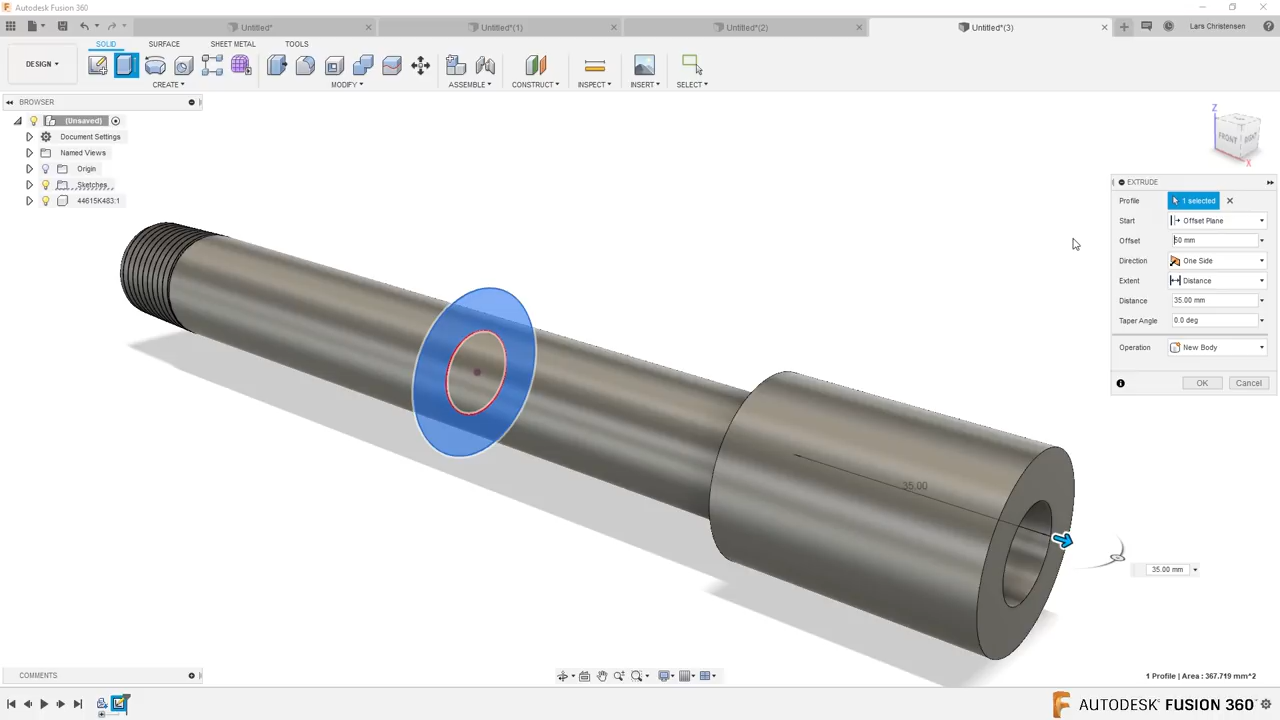 Autodesk Fusion 360
Untitled*
Untitled*(1)
Untitled*(2)
Untitled*(3)
Lars Christensen
DESIGN
SOLID
SURFACE
SHEET METAL
TOOLS
CREATE
MODIFY
ASSEMBLE
CONSTRUCT
INSPECT
INSERT
SELECT
BROWSER
(Unsaved)
Document Settings
Named Views
Origin
Sketches
44615K483:1
Z
FRONT
RIGHT
X
EXTRUDE
Profile 1 selected
Start Offset Plane
Offset 50 mm
Direction One Side
Extent Distance
Distance 35.00 mm
Taper Angle 0.0 deg
Operation New Body
OK Cancel
35.00
35.00 mm
COMMENTS
1 Profile | Area : 367.719 mm^2
AUTODESK FUSION 360